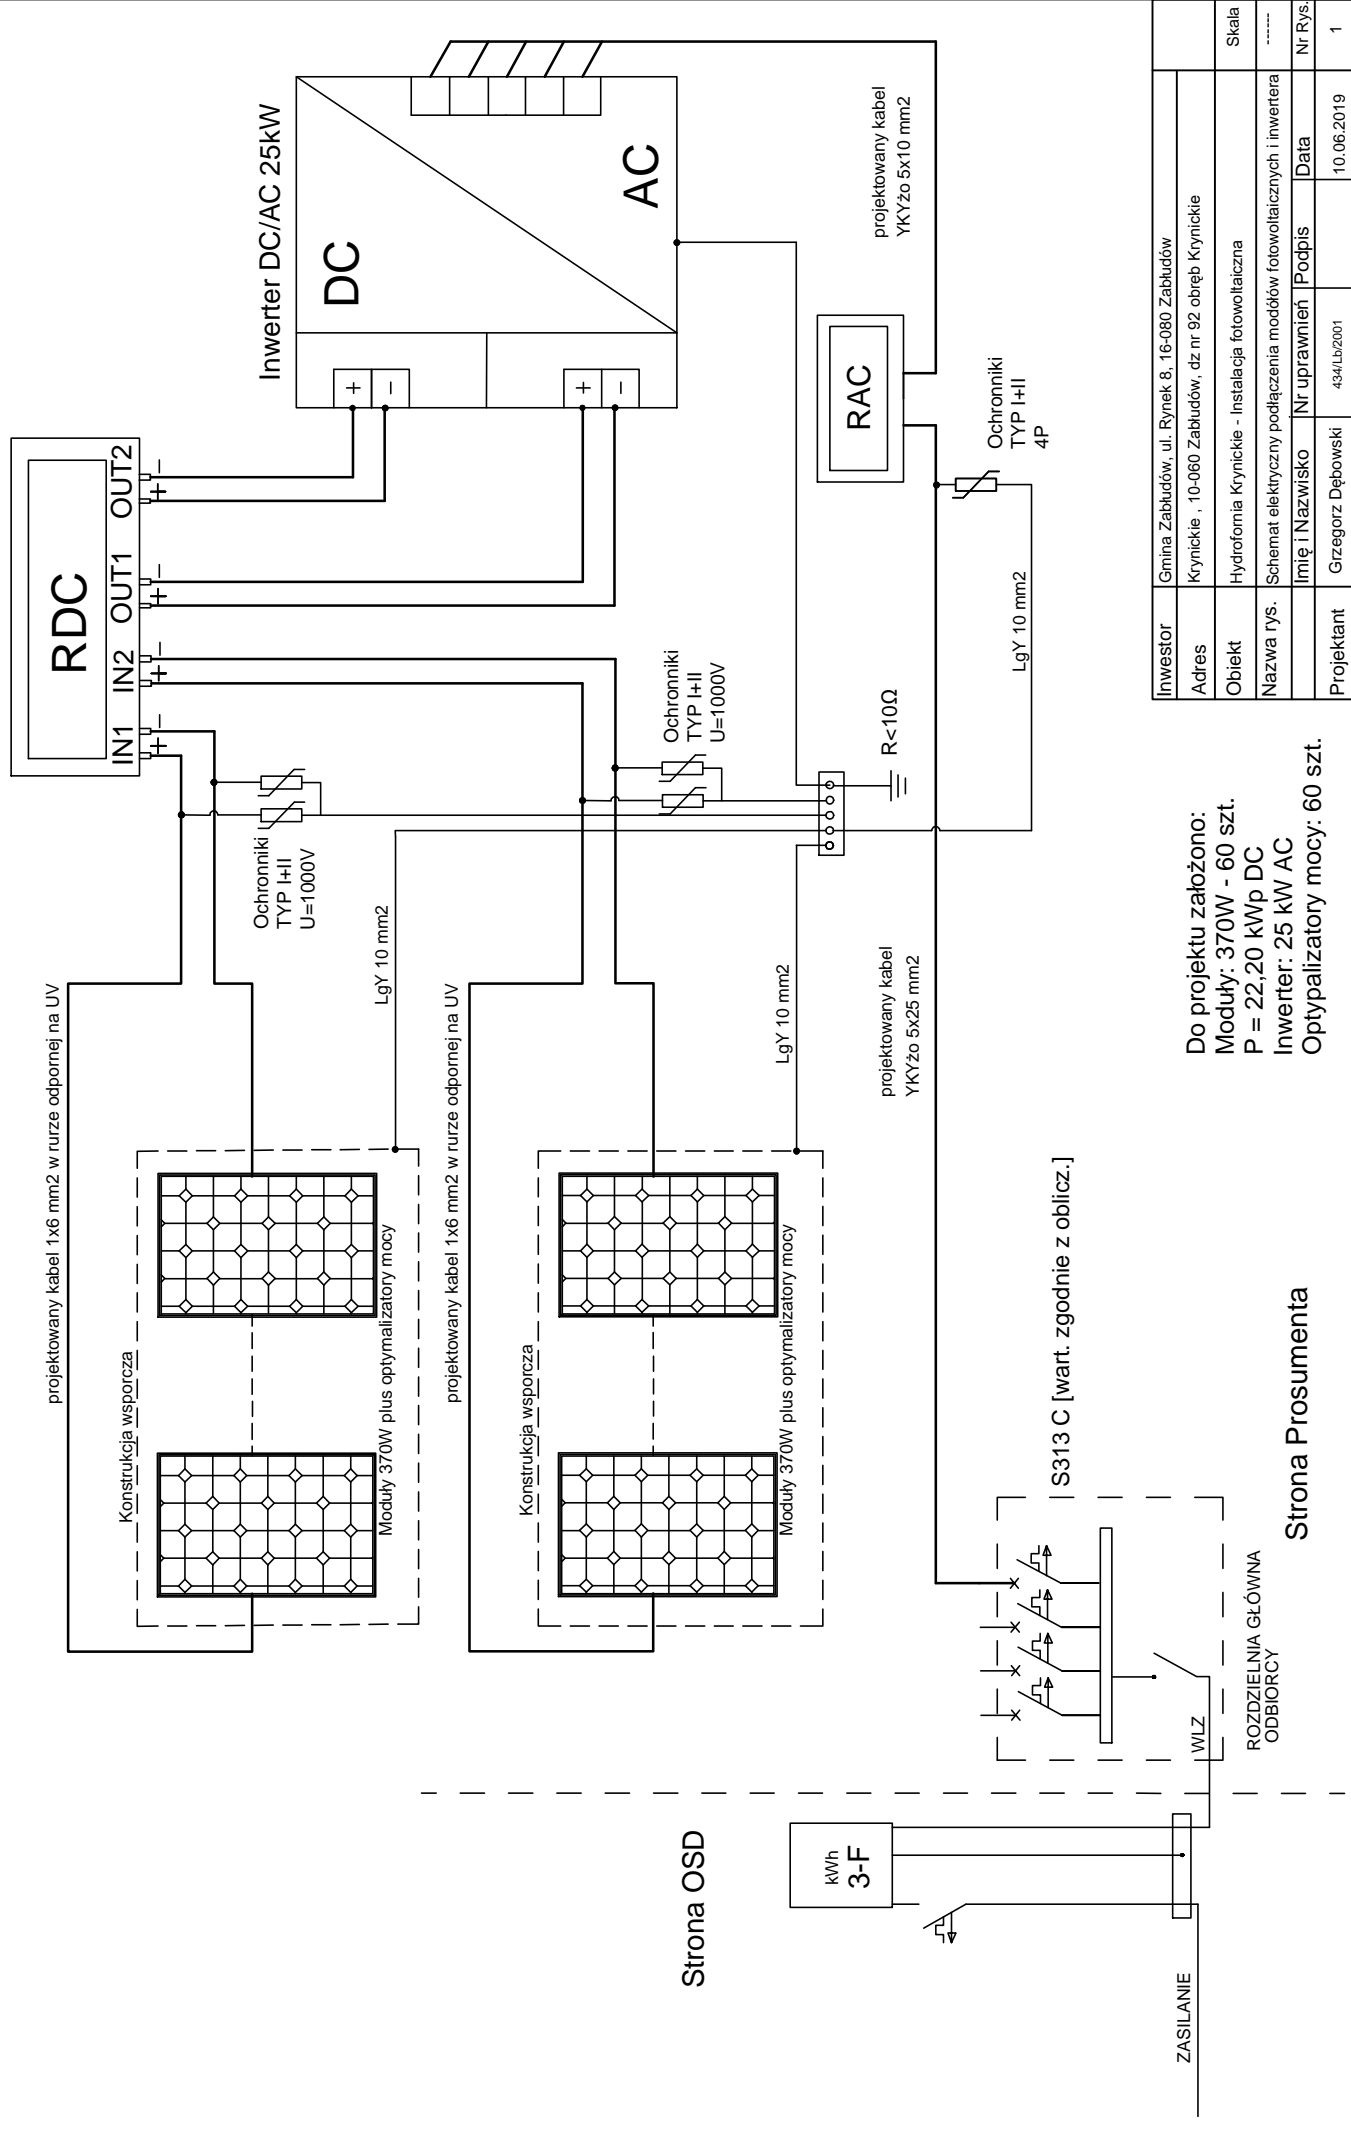 RDC
IN1
IN2
OUT1
OUT2
+
–
+
–
+
–
+
–
Inwerter DC/AC 25kW
DC
AC
+
–
+
–
projektowany kabel 1x6 mm2 w rurze odpornej na UV
Ochronniki
TYP I+II
U=1000V
Konstrukcja wsporcza
Moduły 370W plus optymalizatory mocy
LgY 10 mm2
projektowany kabel 1x6 mm2 w rurze odpornej na UV
Ochronniki
TYP I+II
U=1000V
Konstrukcja wsporcza
Moduły 370W plus optymalizatory mocy
LgY 10 mm2
R<10Ω
RAC
projektowany kabel
YKYżo 5x10 mm2
Ochronniki
TYP I+II
4P
LgY 10 mm2
projektowany kabel
YKYżo 5x25 mm2
S313 C [wart. zgodnie z oblicz.]
Strona OSD
kWh
3-F
ZASILANIE
WLZ
ROZDZIELNIA GŁÓWNA
ODBIORCY
Strona Prosumenta
Do projektu założono:
Moduły: 370W - 60 szt.
P = 22,20 kWp DC
Inwerter: 25 kW AC
Optypalizatory mocy: 60 szt.
Inwestor Gmina Zabłudów, ul. Rynek 8, 16-080 Zabłudów
Adres Krynickie , 10-060 Zabłudów, dz nr 92 obręb Krynickie
Obiekt Hydrofornia Krynickie - Instalacja fotowoltaiczna Skala
Nazwa rys. Schemat elektryczny podłączenia modółów fotowoltaicznych i inwertera ------
Imię i Nazwisko Nr uprawnień Podpis Data Nr Rys.
Projektant Grzegorz Dębowski 434/Lb/2001 10.06.2019 1